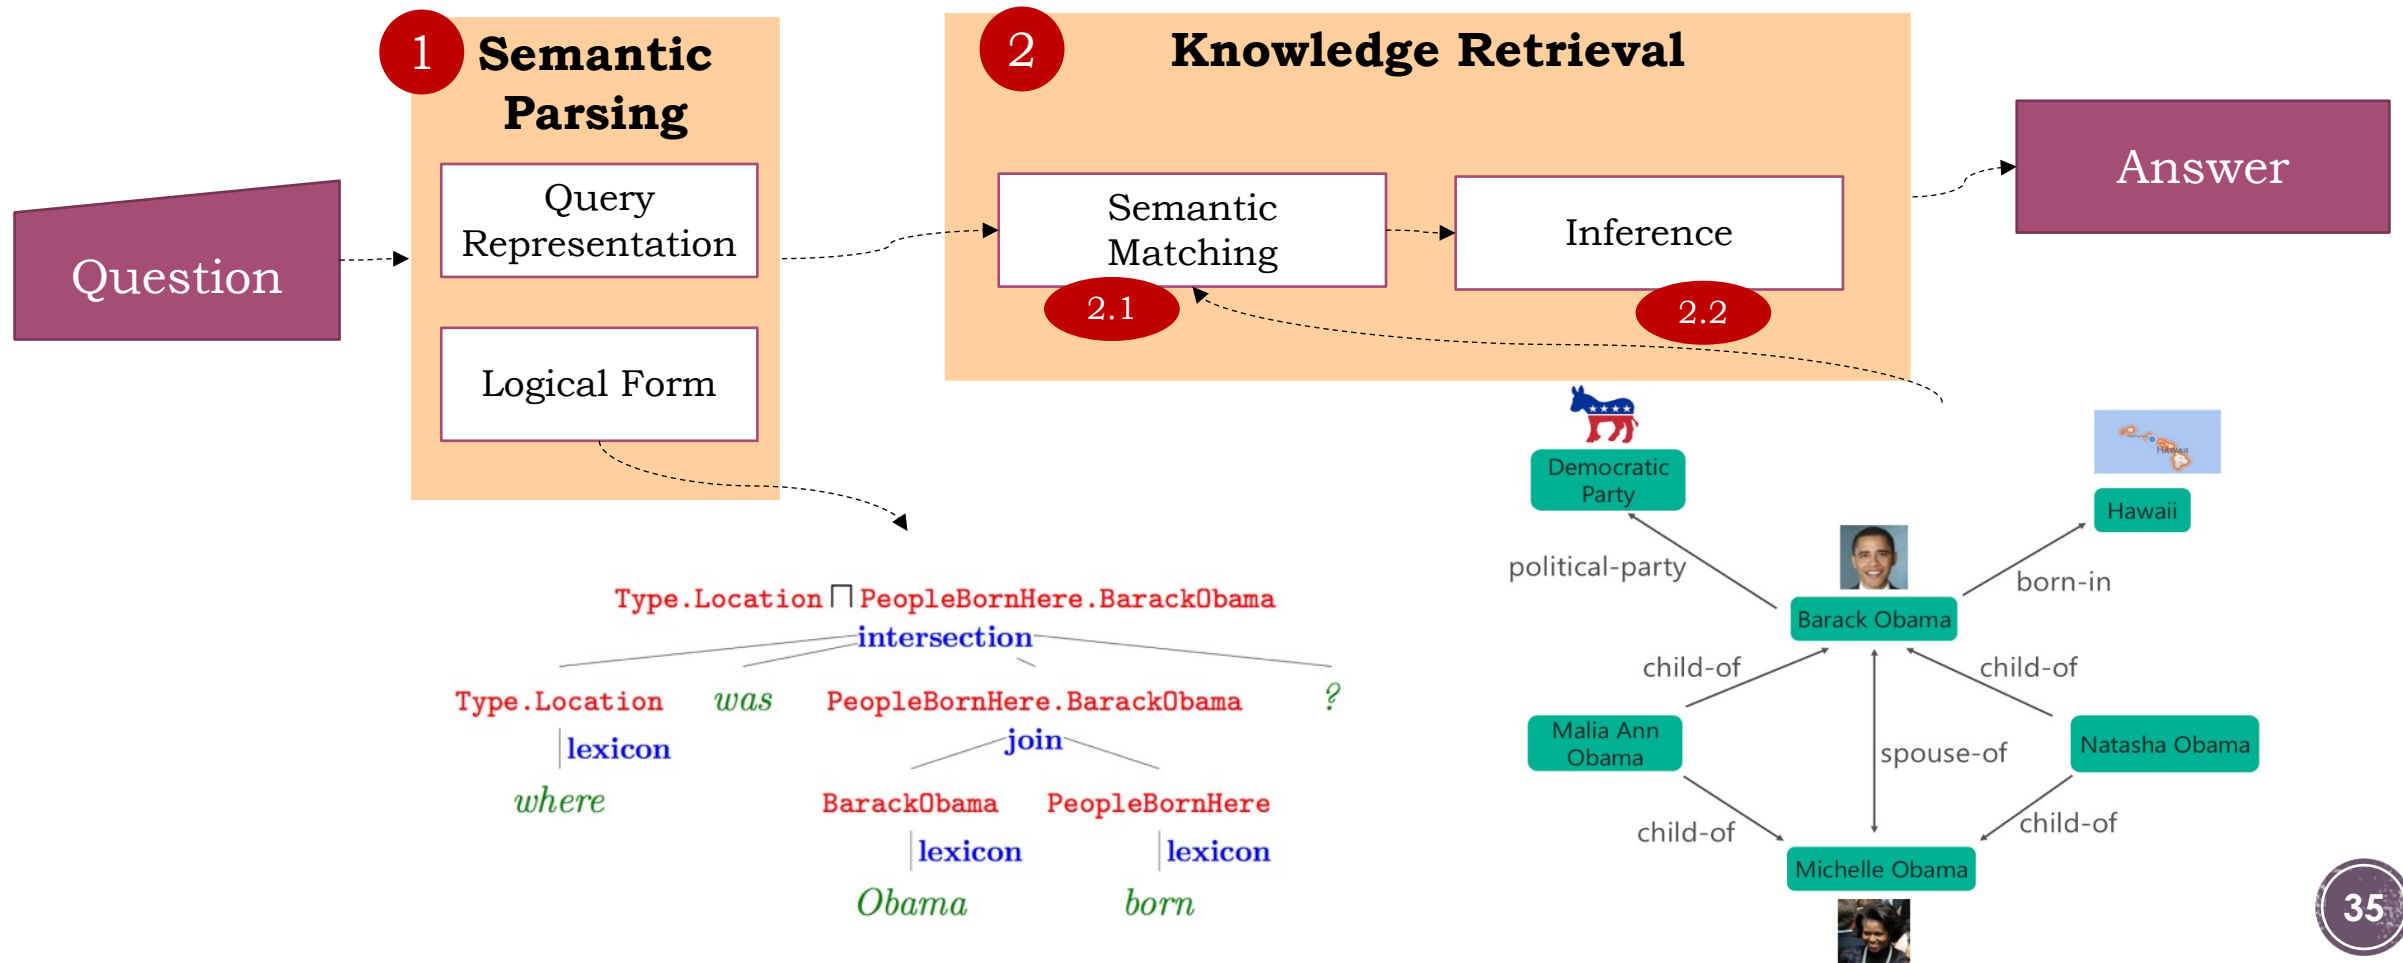 1
Semantic
Parsing
Query
Representation
Logical Form
Question
2
Knowledge Retrieval
Semantic
Matching
2.1
Inference
2.2
Answer
Type.Location ⊓ PeopleBornHere.BarackObama
intersection
Type.Location was PeopleBornHere.BarackObama ?
lexicon
join
where
BarackObama PeopleBornHere
lexicon lexicon
Obama born
Democratic
Party
HAWAII
Hawaii
political-party
born-in
Barack Obama
child-of
child-of
Malia Ann
Obama
spouse-of
Natasha Obama
child-of
child-of
Michelle Obama
35